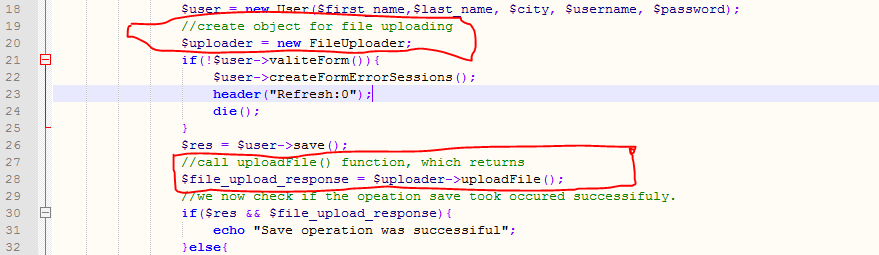 18 $user = new User($first_name,$last_name, $city, $username, $password);
19 //create object for file uploading
20 $uploader = new FileUploader;
21 if(!$user->valiteForm()){
22 $user->createFormErrorSessions();
23 header("Refresh:0");
24 die();
25 }
26 $res = $user->save();
27 //call uploadFile() function, which returns
28 $file_upload_response = $uploader->uploadFile();
29 //we now check if the opeation save took occured successifuly.
30 if($res && $file_upload_response){
31 echo "Save operation was successiful";
32 }else{